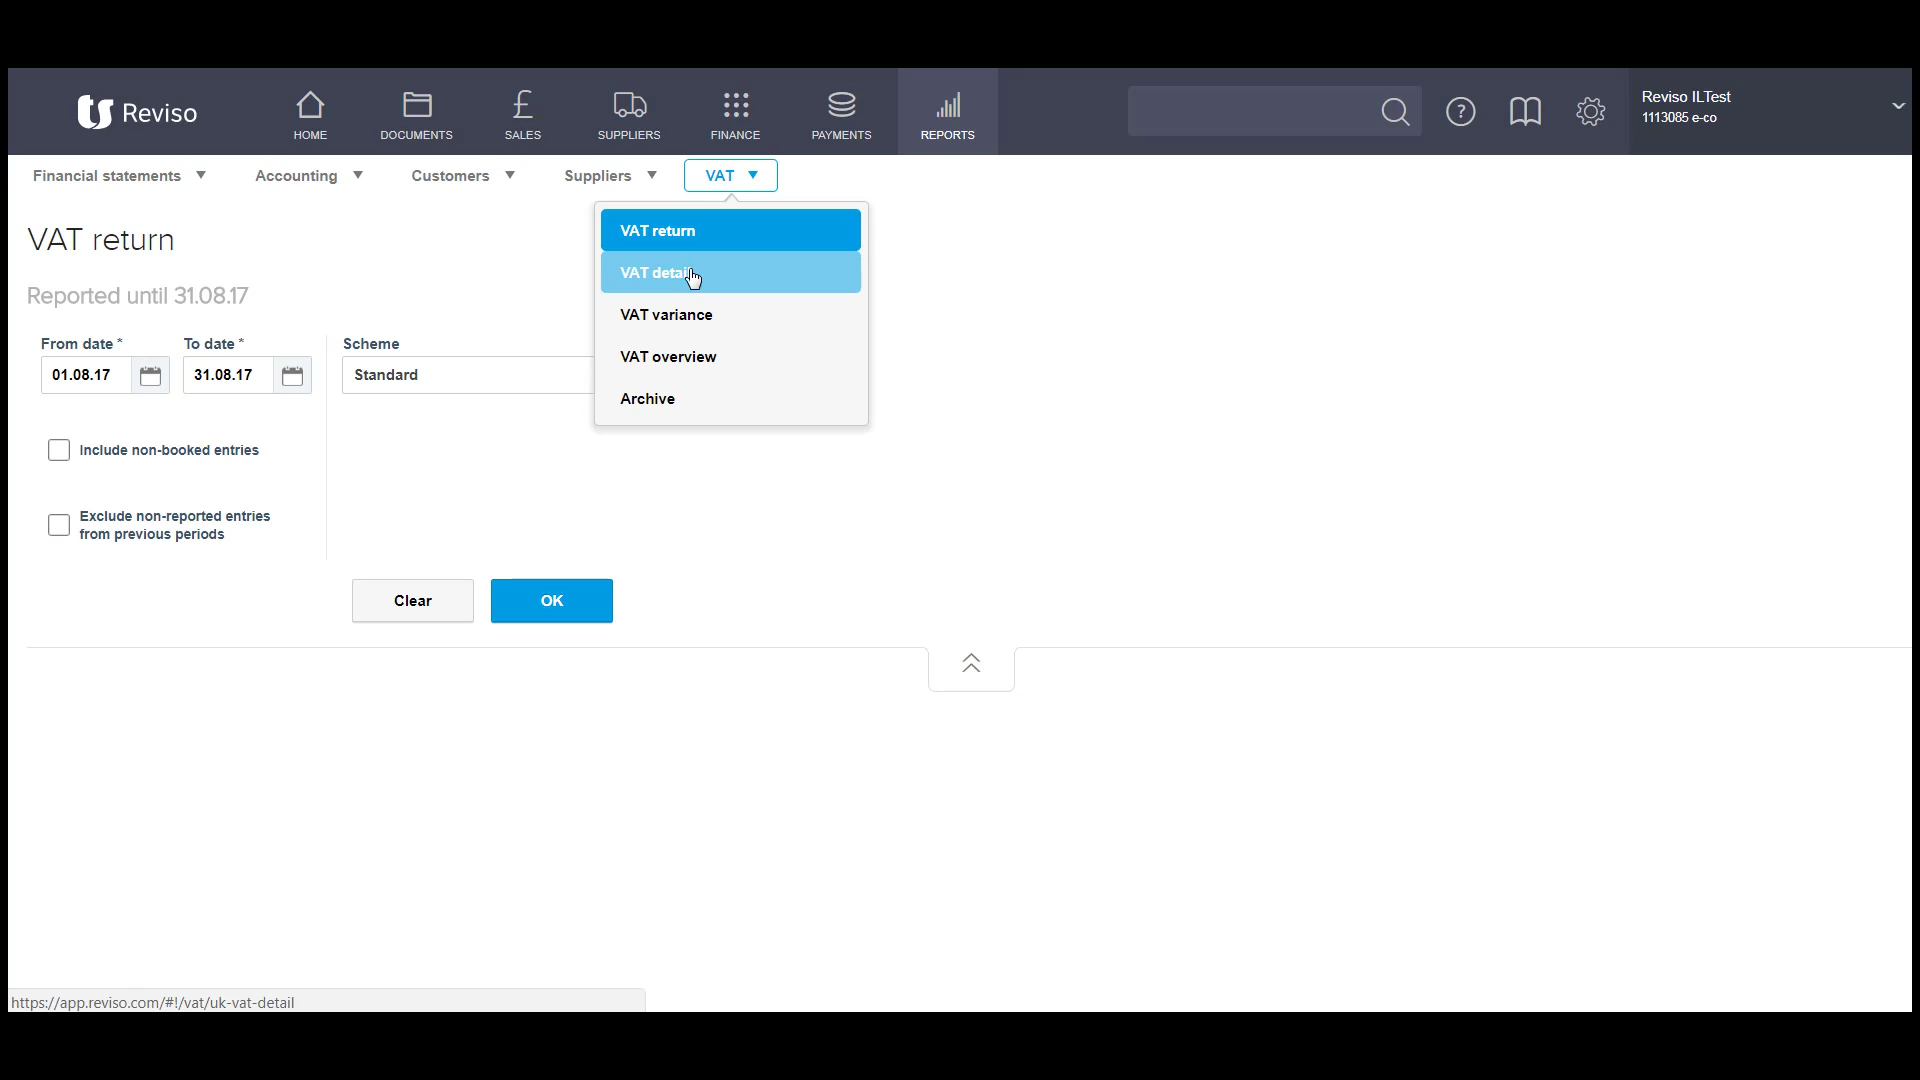 Reviso
HOME
DOCUMENTS
SALES
SUPPLIERS
FINANCE
PAYMENTS
REPORTS
Reviso ILTest
1113085 e-co
Financial statements
Accounting
Customers
Suppliers
VAT
VAT return
VAT return
VAT detail
VAT variance
VAT overview
Archive
Reported until 31.08.17
From date *
To date *
Scheme
01.08.17
31.08.17
Standard
Include non-booked entries
Exclude non-reported entries
from previous periods
Clear
OK
https://app.reviso.com/#!/vat/uk-vat-detail